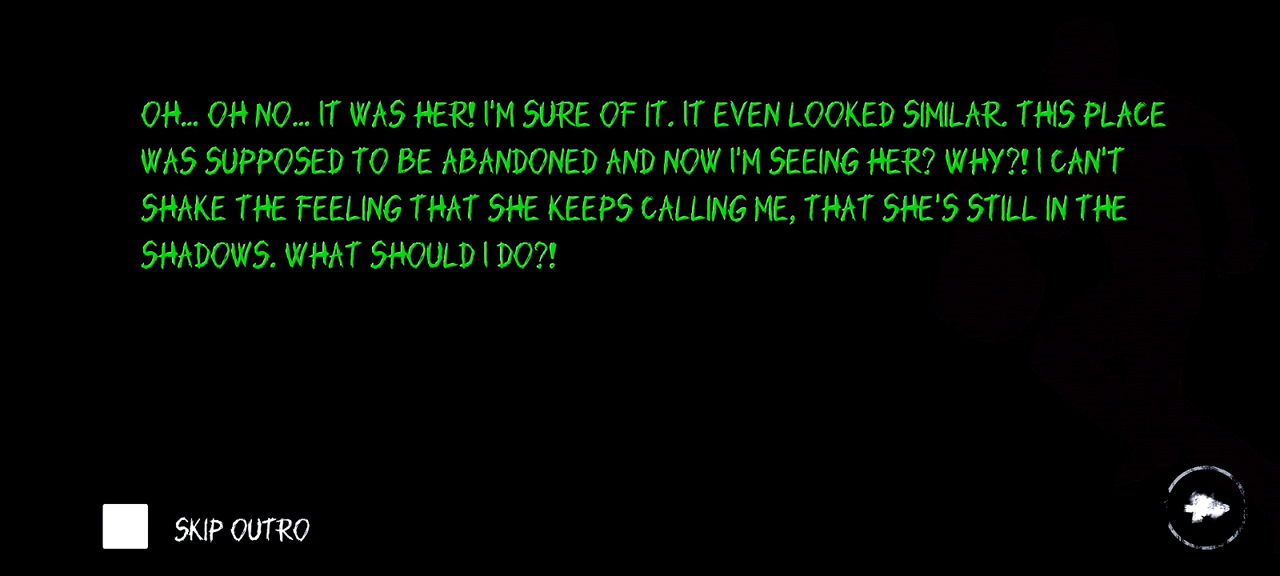 OH... OH NO... IT WAS HER! I'M SURE OF IT. IT EVEN LOOKED SIMILAR. THIS PLACE
WAS SUPPOSED TO BE ABANDONED AND NOW I'M SEEING HER? WHY?! I CAN'T
SHAKE THE FEELING THAT SHE KEEPS CALLING ME, THAT SHE'S STILL IN THE
SHADOWS. WHAT SHOULD I DO?!
SKIP OUTRO